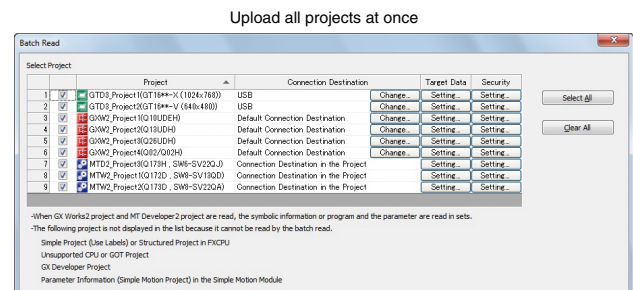 Upload all projects at once
Batch Read
Select Project
Project Connection Destination Target Data Security
1 GTD3_Project1(GT16**-X (1024x768)) USB Change... Setting... Setting...
2 GTD3_Project2(GT16**-V (640x480)) USB Change... Setting... Setting...
3 GXW2_Project1(Q10UDEH) Default Connection Destination Change... Setting... Setting...
4 GXW2_Project2(Q13UDH) Default Connection Destination Change... Setting... Setting...
5 GXW2_Project3(Q26UDH) Default Connection Destination Change... Setting... Setting...
6 GXW2_Project4(Q02/Q02H) Default Connection Destination Change... Setting... Setting...
7 MTD2_Project3(Q173H , SW6-SV22QJ) Connection Destination in the Project Setting... Setting...
8 MTW2_Project1(Q172D , SW8-SV13QD) Connection Destination in the Project Setting... Setting...
9 MTW2_Project2(Q173D , SW8-SV22QA) Connection Destination in the Project Setting... Setting...
Select All
Clear All
-When GX Works2 project and MT Developer2 project are read, the symbolic information or program and the parameter are read in sets.
-The following project is not displayed in the list because it cannot be read by the batch read.
Simple Project (Use Labels) or Structured Project in FXCPU
Unsupported CPU or GOT Project
GX Developer Project
Parameter Information (Simple Motion Project) in the Simple Motion Module